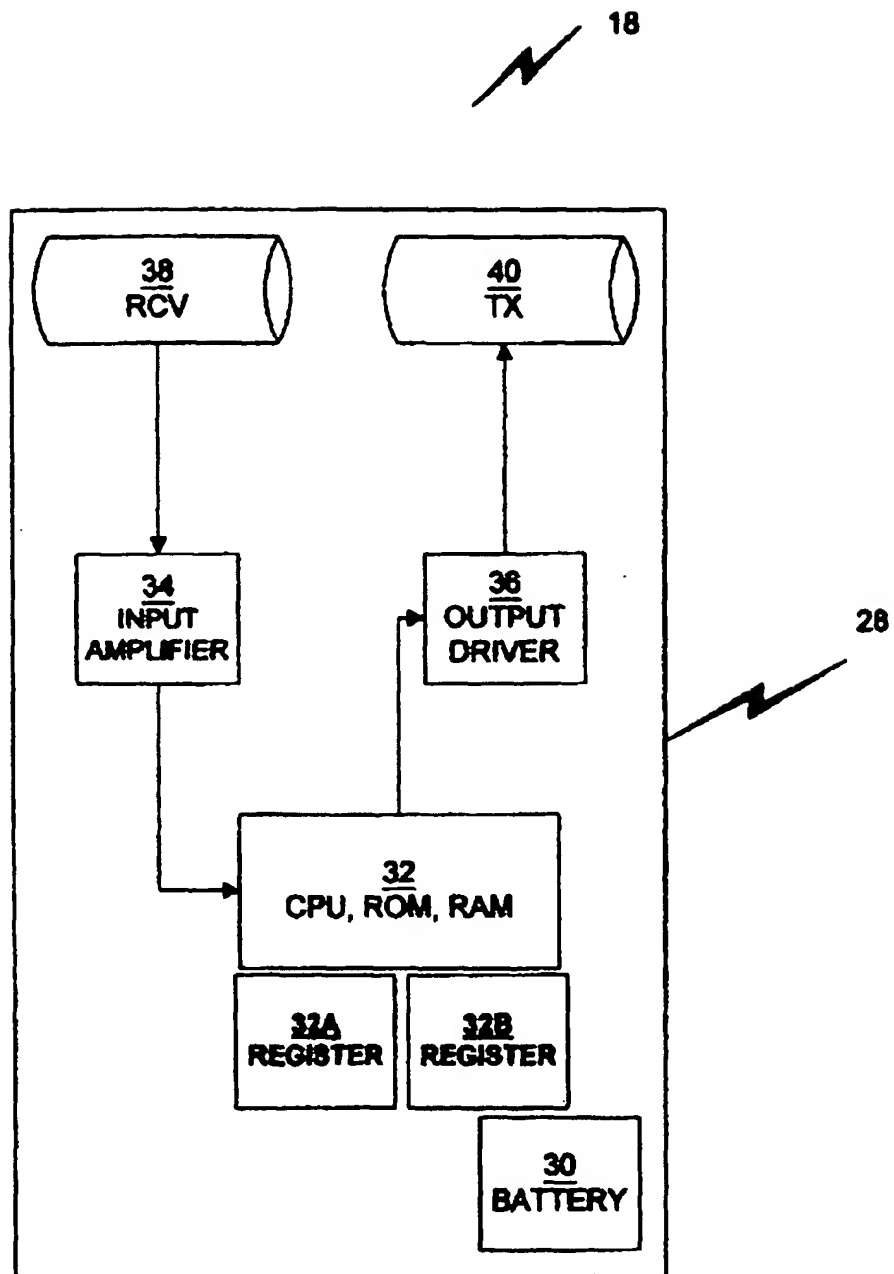 18
38
RCV
40
TX
34
INPUT
AMPLIFIER
36
OUTPUT
DRIVER
28
32
CPU, ROM, RAM
32A
REGISTER
32B
REGISTER
30
BATTERY